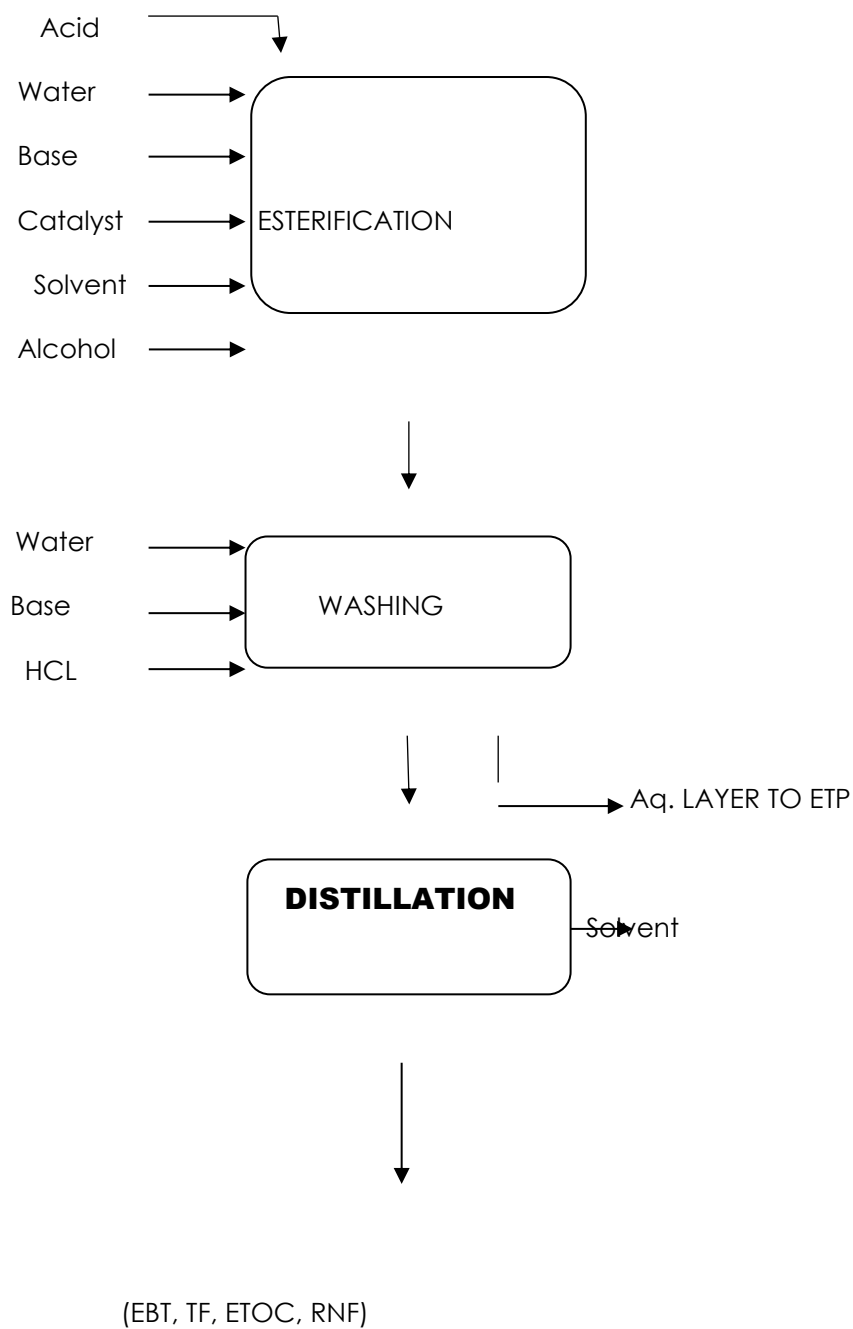 Acid
Water
Base
Catalyst
ESTERIFICATION
Solvent
Alcohol
Water
Base
WASHING
HCL
Aq. LAYER TO ETP
DISTILLATION
Solvent
(EBT, TF, ETOC, RNF)